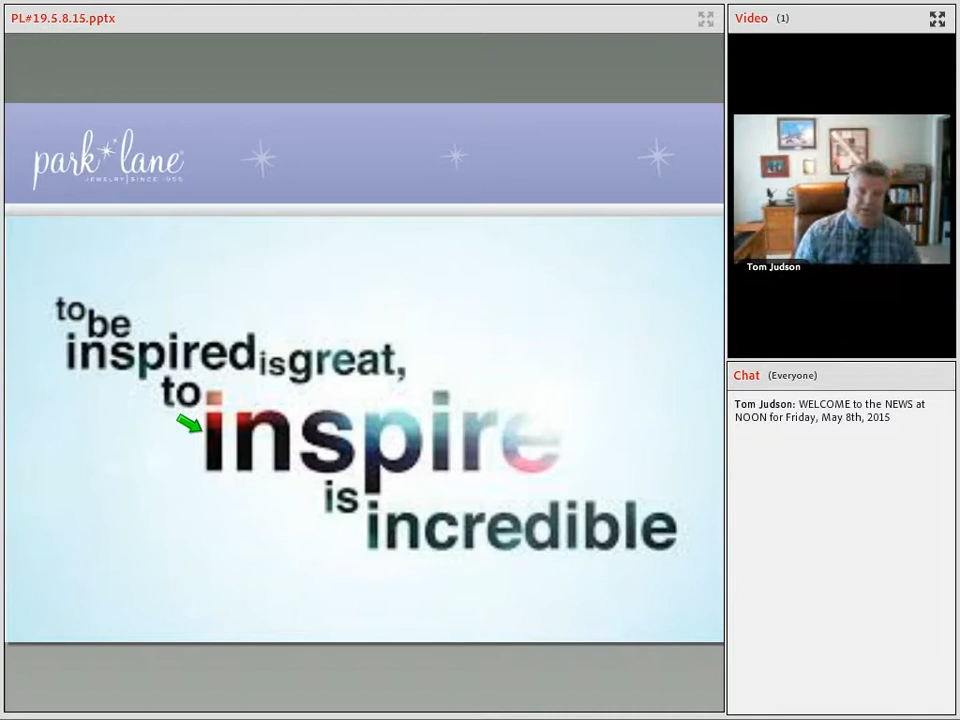 PL#19.5.8.15.pptx
park lane
JEWELRY | SINCE 1955
to be
inspired is great,
to
inspire
is
incredible
Video (1)
Tom Judson
Chat (Everyone)
Tom Judson: WELCOME to the NEWS at
NOON for Friday, May 8th, 2015